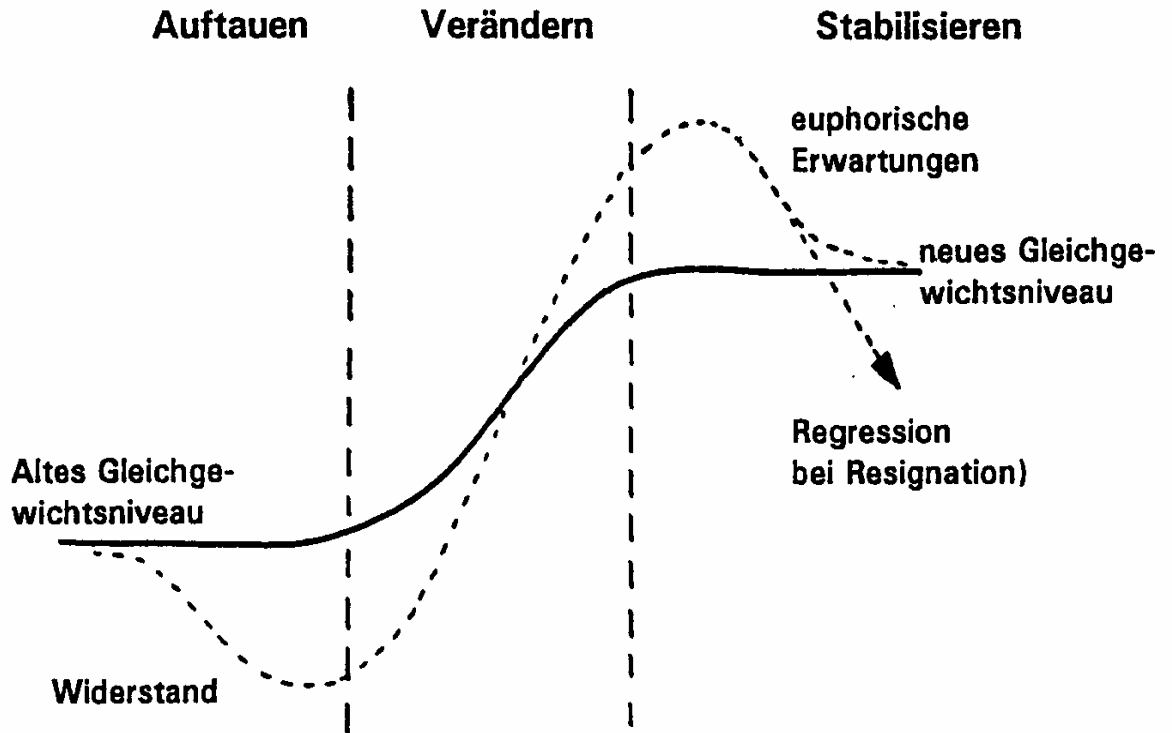 Auftauen Verändern Stabilisieren
euphorische
Erwartungen
neues Gleichge-
wichtsniveau
Regression
bei Resignation)
Altes Gleichge-
wichtsniveau
Widerstand